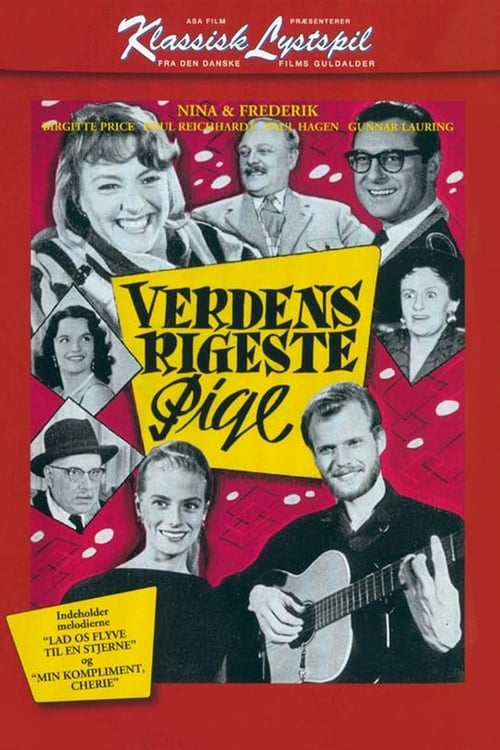 ASA FILM PRÆSENTERER
Klassisk Lystspil
FRA DEN DANSKE FILMS GULDALDER
NINA & FREDERIK
BIRGITTE PRICE POUL REICHHARDT PAUL HAGEN GUNNAR LAURING
VERDENS
RIGESTE
Pige
Indeholder
melodierne
"LAD OS FLYVE
TIL EN STJERNE"
og
"MIN KOMPLIMENT,
CHERIE"